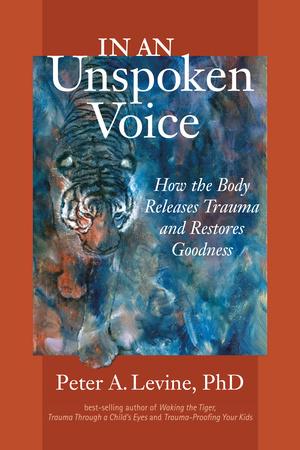 IN AN
Unspoken
Voice
How the Body
Releases Trauma
and Restores
Goodness
Peter A. Levine, PhD
best-selling author of Waking the Tiger,
Trauma Through a Child's Eyes and Trauma-Proofing Your Kids